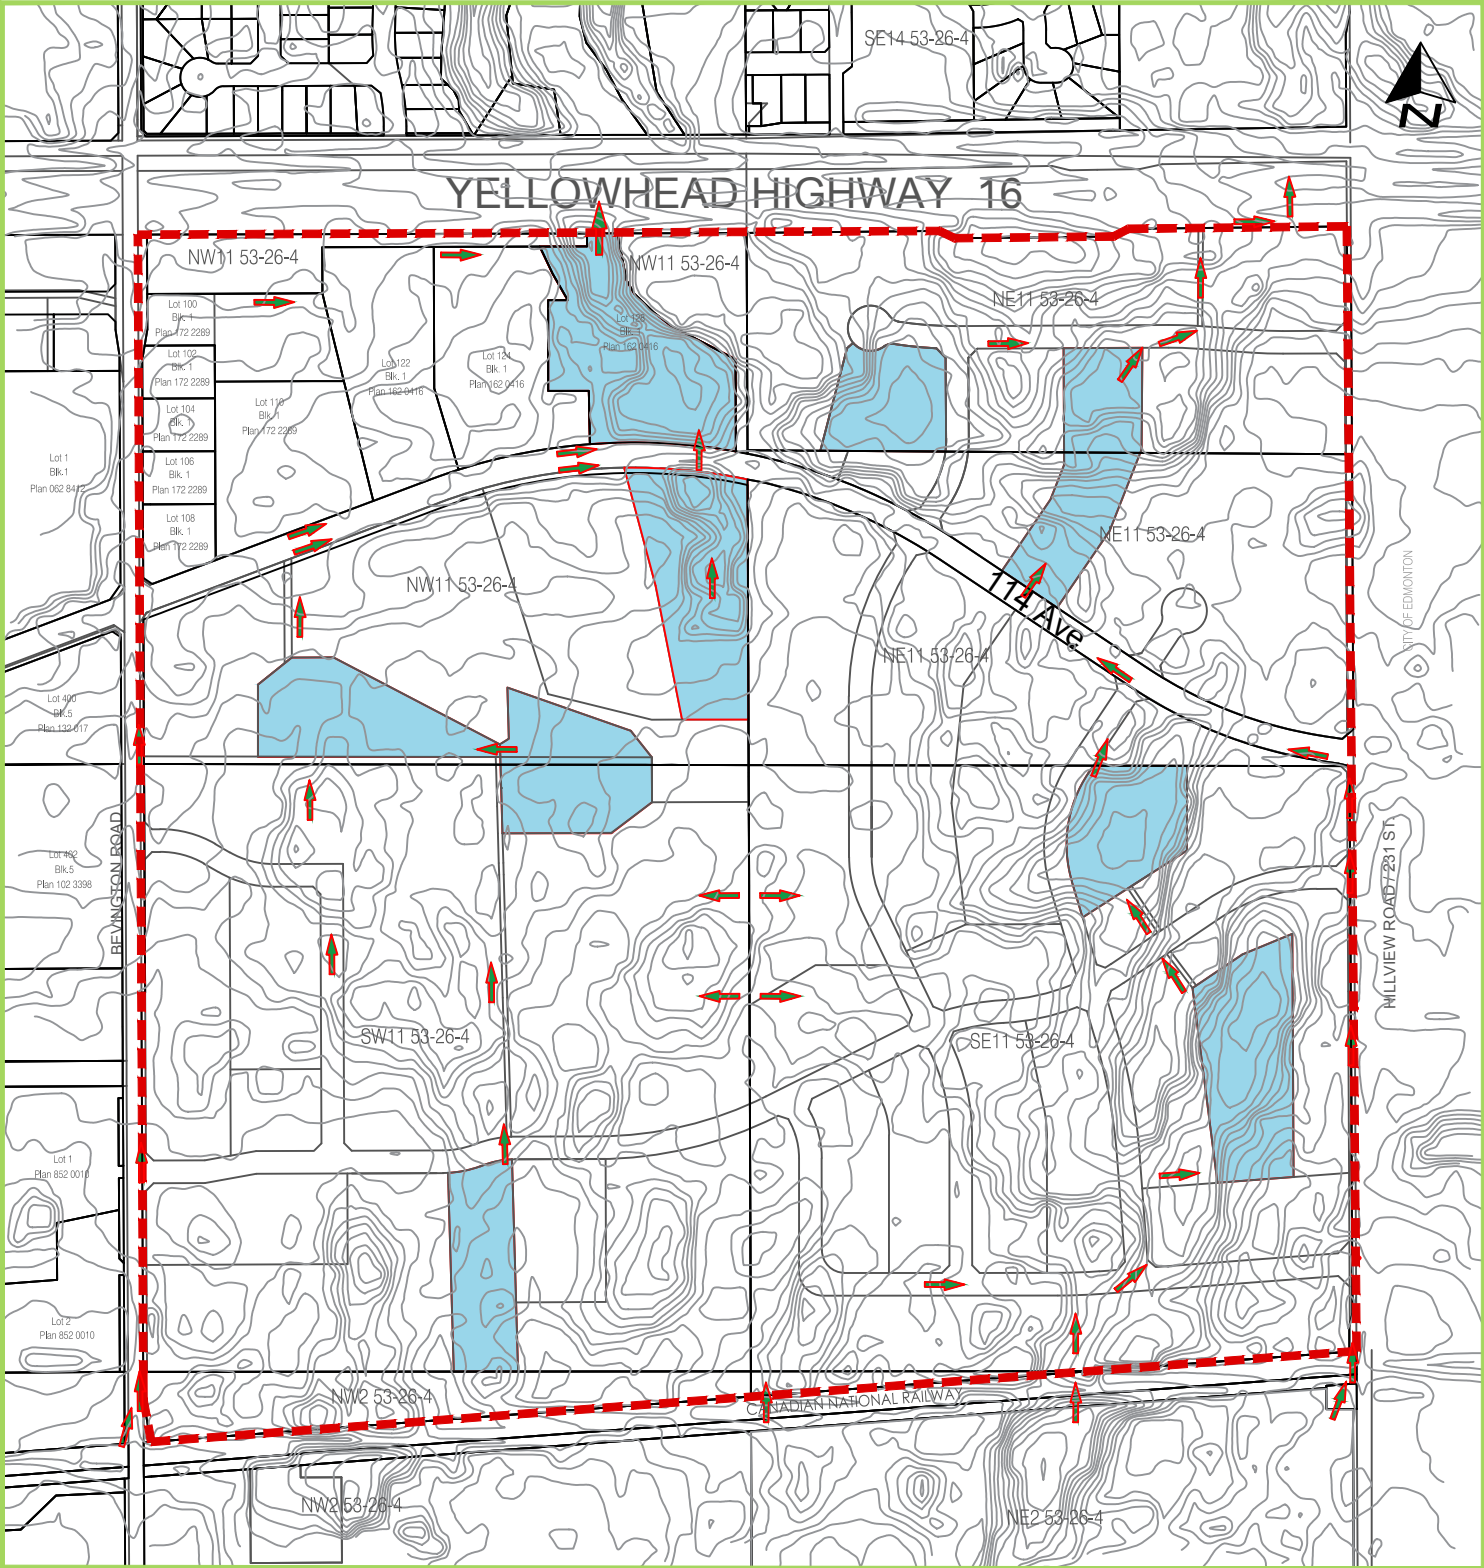 SE14 53-26-4
N
YELLOWHEAD HIGHWAY 16
NW11 53-26-4
NW11 53-26-4
NE11 53-26-4
Lot 100
Blk. 1
Plan 172 2289
Lot 102
Blk. 1
Plan 172 2289
Lot 104
Blk. 1
Plan 172 2289
Lot 106
Blk. 1
Plan 172 2289
Lot 108
Blk. 1
Plan 172 2289
Lot 110
Blk. 1
Plan 172 2289
Lot 122
Blk. 1
Plan 162 0416
Lot 124
Blk. 1
Plan 162 0416
Plan 162 0416
Lot 1
Blk.1
Plan 062 8412
NE11 53-26-4
NW11 53-26-4
114 Ave
NE11 53-26-4
CITY OF EDMONTON
Lot 400
Blk.5
Plan 132 017
Lot 402
Blk.5
Plan 102 3398
BEVINGTON ROAD
HILLVIEW ROAD / 231 ST.
SW11 53-26-4
SE11 53-26-4
Lot 1
Plan 852 0010
Lot 2
Plan 852 0010
NW2 53-26-4
CANADIAN NATIONAL RAILWAY
NW2 53-26-4
NE2 53-26-4